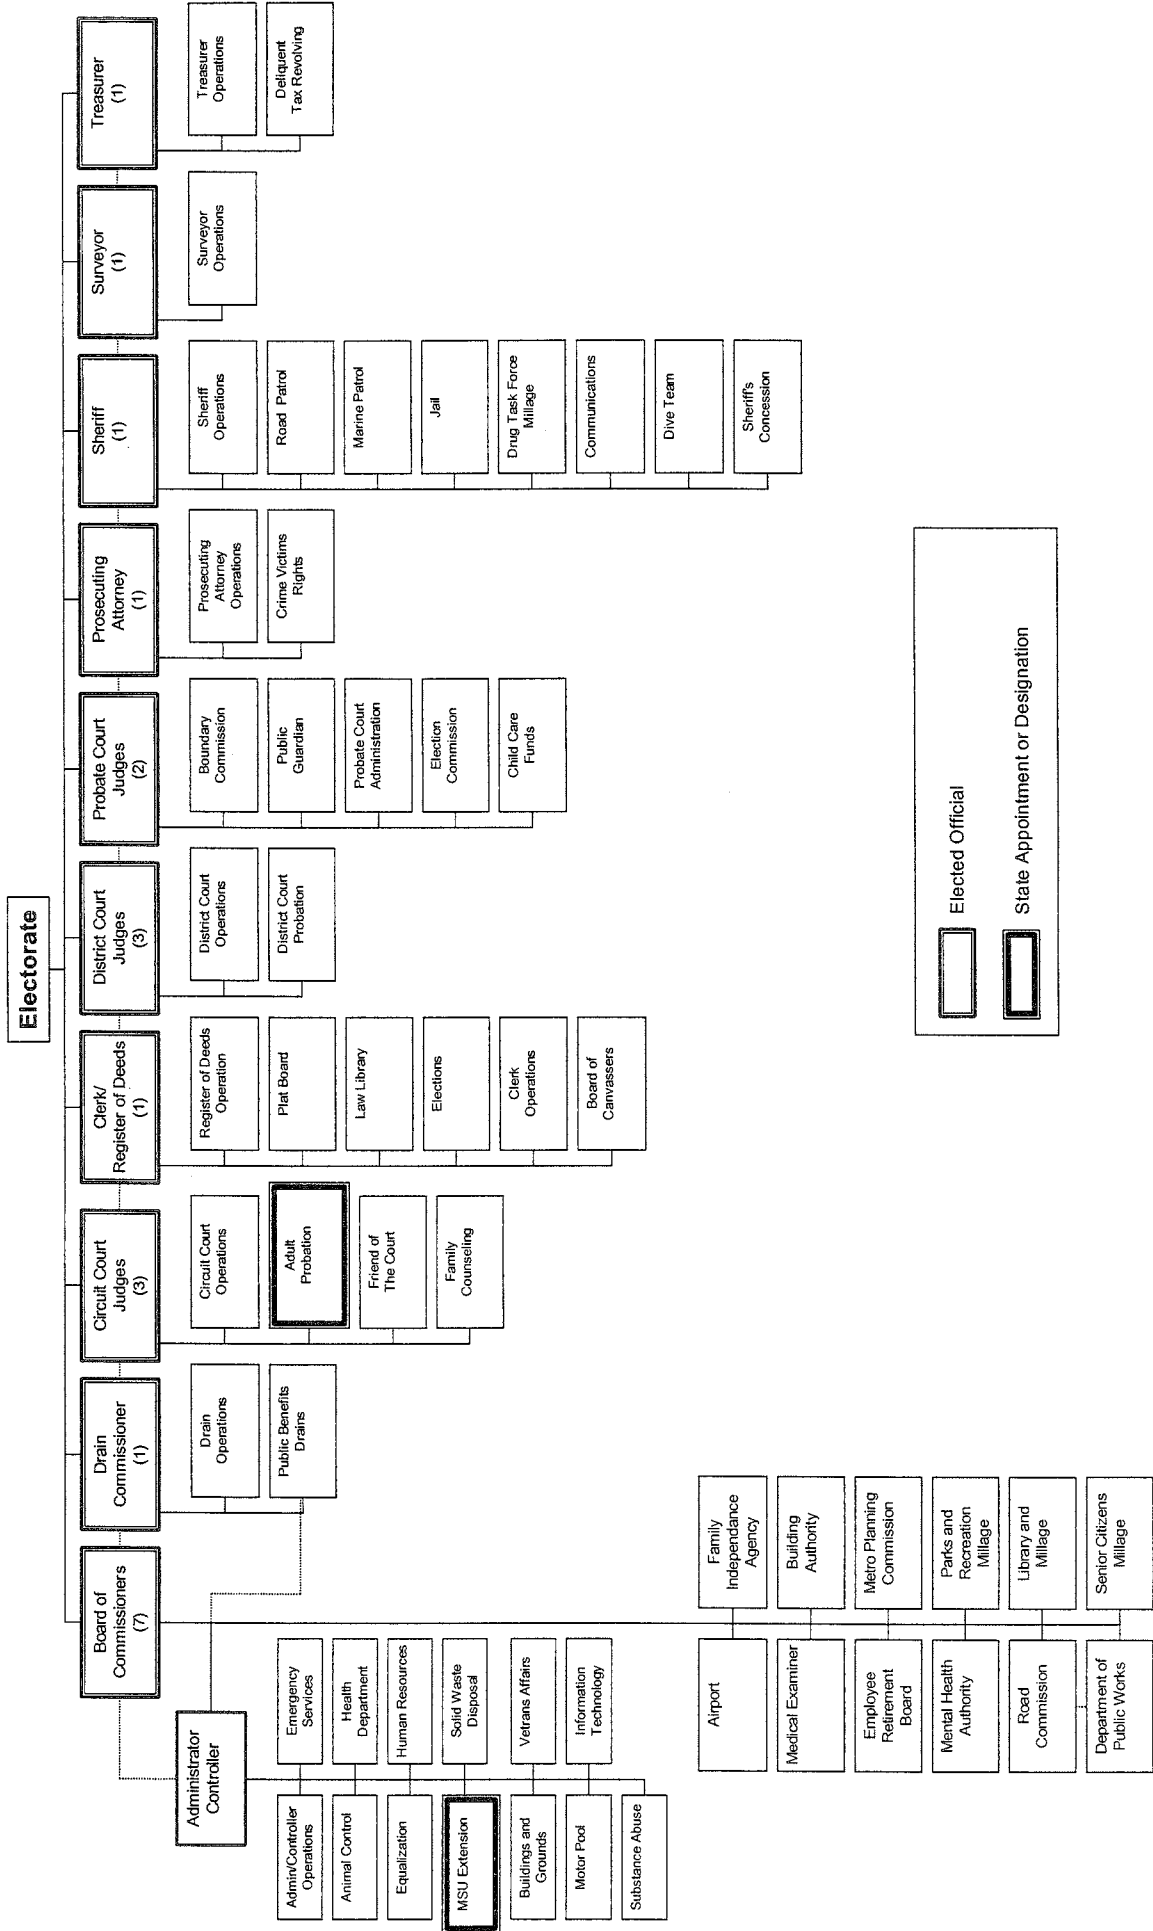 Electorate
Board of
Commissioners
(7)
Drain
Commissioner
(1)
Circuit Court
Judges
(3)
Clerk/
Register of Deeds
(1)
District Court
Judges
(3)
Probate Court
Judges
(2)
Prosecuting
Attorney
(1)
Sheriff
(1)
Surveyor
(1)
Treasurer
(1)
Administrator
Controller
Admin/Controller
Operations
Emergency
Services
Animal Control
Health
Department
Equalization
Human Resources
MSU Extension
Solid Waste
Disposal
Buildings and
Grounds
Vetrans Affairs
Motor Pool
Information
Technology
Substance Abuse
Airport
Family
Independance
Agency
Medical Examiner
Building
Authority
Employee
Retirement
Board
Metro Planning
Commission
Mental Health
Authority
Parks and
Recreation
Millage
Road
Commission
Library and
Millage
Department of
Public Works
Senior Citizens
Millage
Drain
Operations
Public Benefits
Drains
Circuit Court
Operations
Adult
Probation
Friend of
The Court
Family
Counseling
Register of Deeds
Operation
Plat Board
Law Library
Elections
Clerk
Operations
Board of
Canvassers
District Court
Operations
District Court
Probation
Boundary
Commission
Public
Guardian
Probate Court
Administration
Election
Commission
Child Care
Funds
Prosecuting
Attorney
Operations
Crime Victims
Rights
Sheriff
Operations
Road Patrol
Marine Patrol
Jail
Drug Task Force
Millage
Communications
Dive Team
Sheriff's
Concession
Surveyor
Operations
Treasurer
Operations
Deliquent
Tax Revolving
Elected Official
State Appointment or Designation